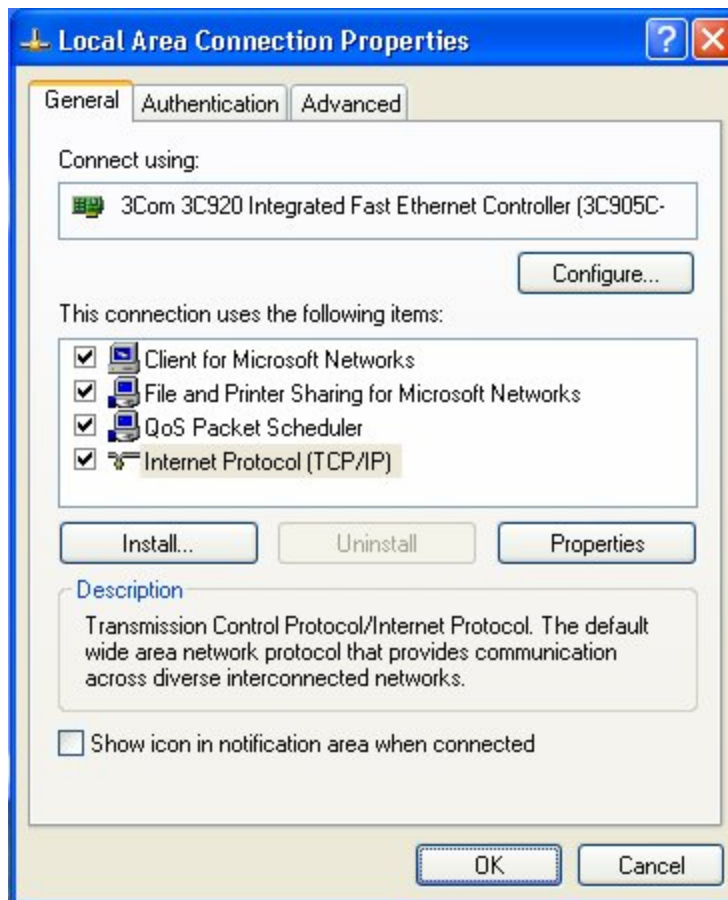 Local Area Connection Properties
General Authentication Advanced
Connect using:
3Com 3C920 Integrated Fast Ethernet Controller (3C905C-
Configure...
This connection uses the following items:
Client for Microsoft Networks
File and Printer Sharing for Microsoft Networks
QoS Packet Scheduler
Internet Protocol (TCP/IP)
Install... Uninstall Properties
Description
Transmission Control Protocol/Internet Protocol. The default
wide area network protocol that provides communication
across diverse interconnected networks.
Show icon in notification area when connected
OK Cancel